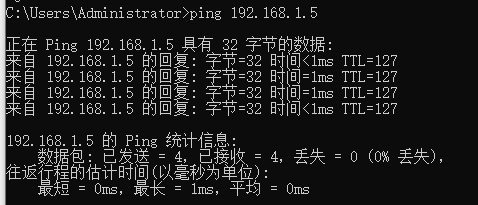 C:\Users\Administrator>ping 192.168.1.5
正在 Ping 192.168.1.5 具有 32 字节的数据:
来自 192.168.1.5 的回复: 字节=32 时间<1ms TTL=127
来自 192.168.1.5 的回复: 字节=32 时间=1ms TTL=127
来自 192.168.1.5 的回复: 字节=32 时间=1ms TTL=127
来自 192.168.1.5 的回复: 字节=32 时间<1ms TTL=127
192.168.1.5 的 Ping 统计信息:
数据包: 已发送 = 4, 已接收 = 4, 丢失 = 0 (0% 丢失),
往返行程的估计时间(以毫秒为单位):
最短 = 0ms, 最长 = 1ms, 平均 = 0ms